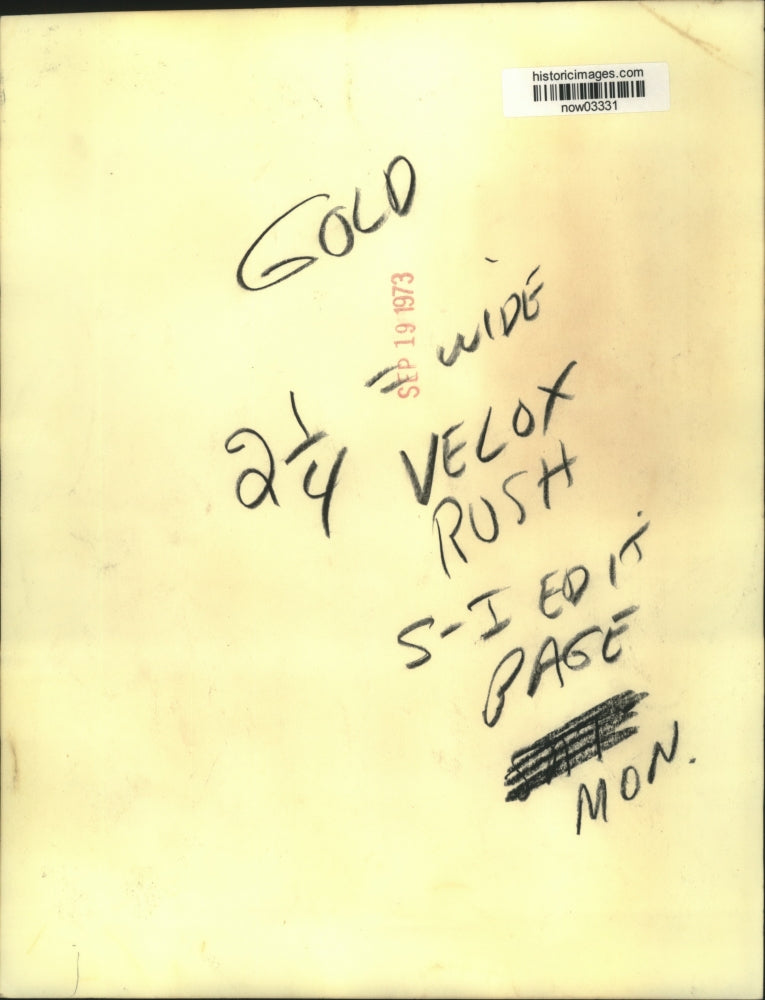 historicimages.com
now03331
GOLD
SEP 19 1973
2 1/4 " WIDE
VELOX
RUSH
S-I EDIT.
PAGE
MON.